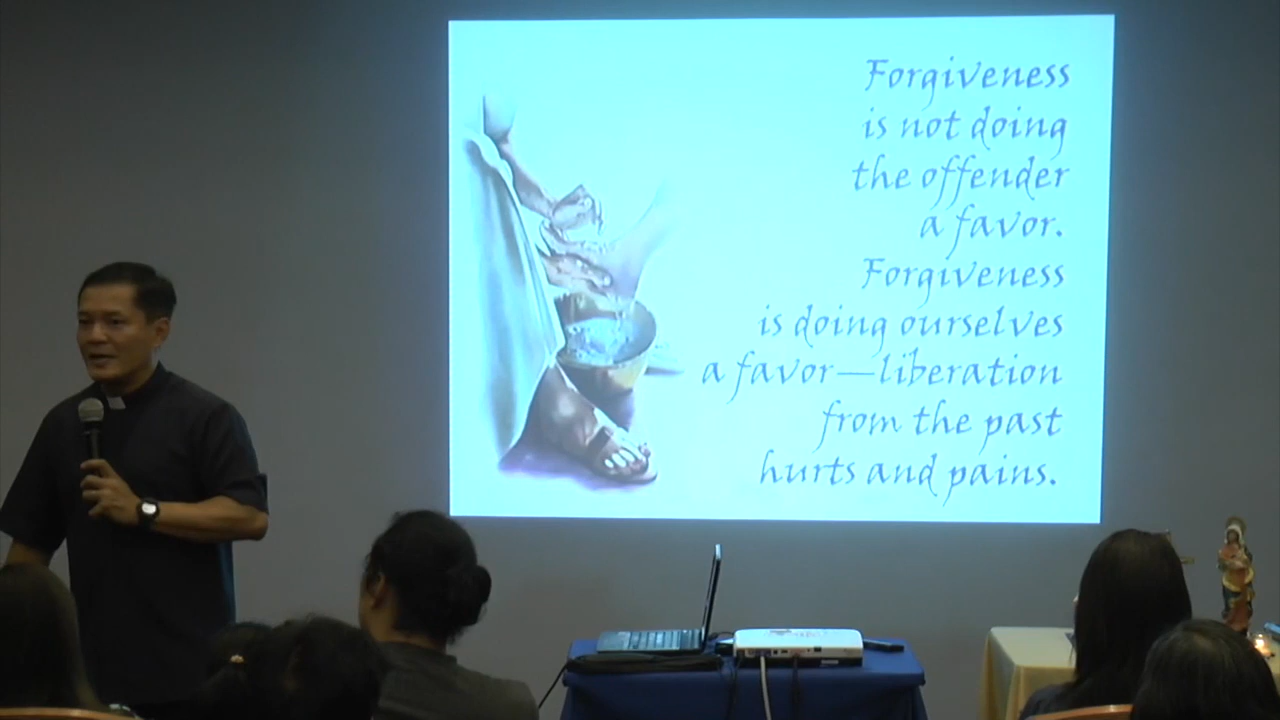 Forgiveness
is not doing
the offender
a favor.
Forgiveness
is doing ourselves
a favor—liberation
from the past
hurts and pains.